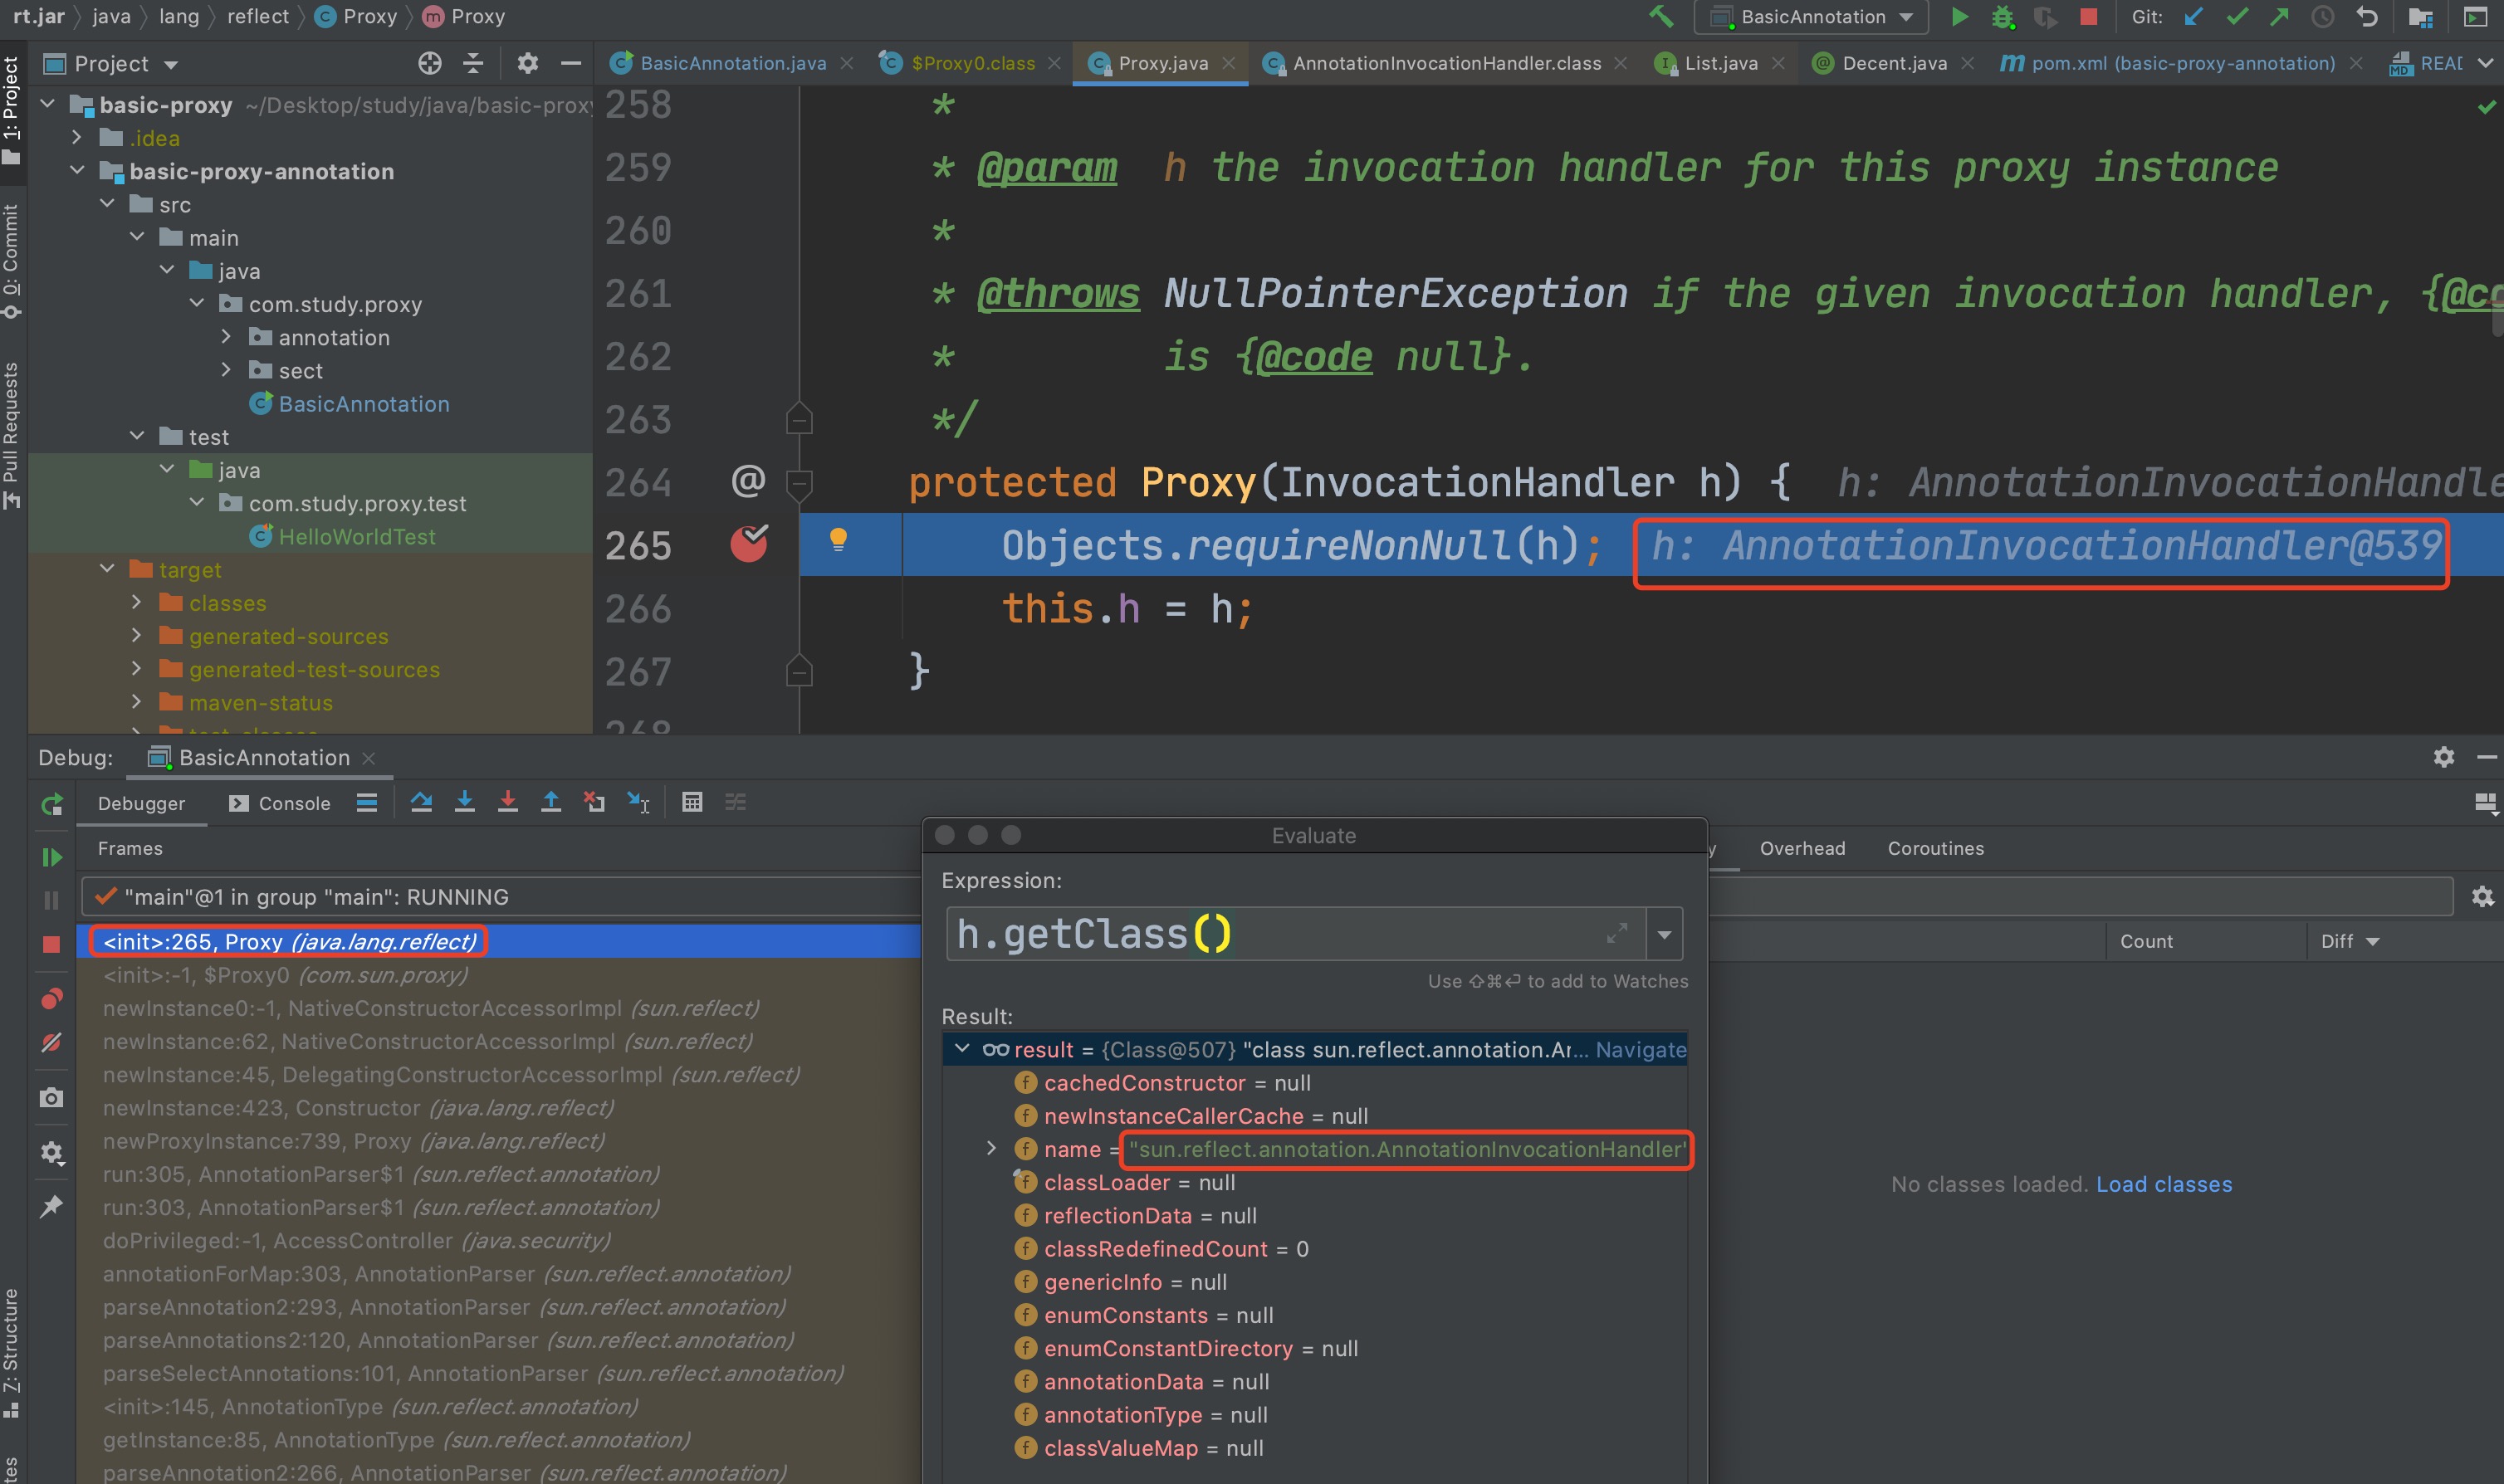 rt.jar java lang reflect Proxy Proxy BasicAnnotation Git:
Project
BasicAnnotation.java $Proxy0.class Proxy.java AnnotationInvocationHandler.class List.java Decent.java pom.xml (basic-proxy-annotation)
1: Project
0: Commit
Pull Requests
Z: Structure
basic-proxy ~/Desktop/study/java/basic-proxy
.idea
basic-proxy-annotation
src
main
java
com.study.proxy
annotation
sect
BasicAnnotation
test
java
com.study.proxy.test
HelloWorldTest
target
classes
generated-sources
generated-test-sources
maven-status
258 *
259 * @param h the invocation handler for this proxy instance
260 *
261 * @throws NullPointerException if the given invocation handler, {@co
262 * is {@code null}.
263 */
264 @ protected Proxy(InvocationHandler h) { h: AnnotationInvocationHandle
265 Objects.requireNonNull(h); h: AnnotationInvocationHandler@539
266 this.h = h;
267 }
268
Debug: BasicAnnotation
Debugger Console
Frames
"main"@1 in group "main": RUNNING
<init>:265, Proxy (java.lang.reflect)
<init>:-1, $Proxy0 (com.sun.proxy)
newInstance0:-1, NativeConstructorAccessorImpl (sun.reflect)
newInstance:62, NativeConstructorAccessorImpl (sun.reflect)
newInstance:45, DelegatingConstructorAccessorImpl (sun.reflect)
newInstance:423, Constructor (java.lang.reflect)
newProxyInstance:739, Proxy (java.lang.reflect)
run:305, AnnotationParser$1 (sun.reflect.annotation)
run:303, AnnotationParser$1 (sun.reflect.annotation)
doPrivileged:-1, AccessController (java.security)
annotationForMap:303, AnnotationParser (sun.reflect.annotation)
parseAnnotation2:293, AnnotationParser (sun.reflect.annotation)
parseAnnotations2:120, AnnotationParser (sun.reflect.annotation)
parseSelectAnnotations:101, AnnotationParser (sun.reflect.annotation)
<init>:145, AnnotationType (sun.reflect.annotation)
getInstance:85, AnnotationType (sun.reflect.annotation)
parseAnnotation2:266, AnnotationParser (sun.reflect.annotation)
Evaluate
Expression:
h.getClass()
Use ⇧⌘⏎ to add to Watches
Result:
result = {Class@507} "class sun.reflect.annotation.Ar... Navigate
cachedConstructor = null
newInstanceCallerCache = null
name = "sun.reflect.annotation.AnnotationInvocationHandler"
classLoader = null
reflectionData = null
classRedefinedCount = 0
genericInfo = null
enumConstants = null
enumConstantDirectory = null
annotationData = null
annotationType = null
classValueMap = null
y Overhead Coroutines
Count Diff
No classes loaded. Load classes